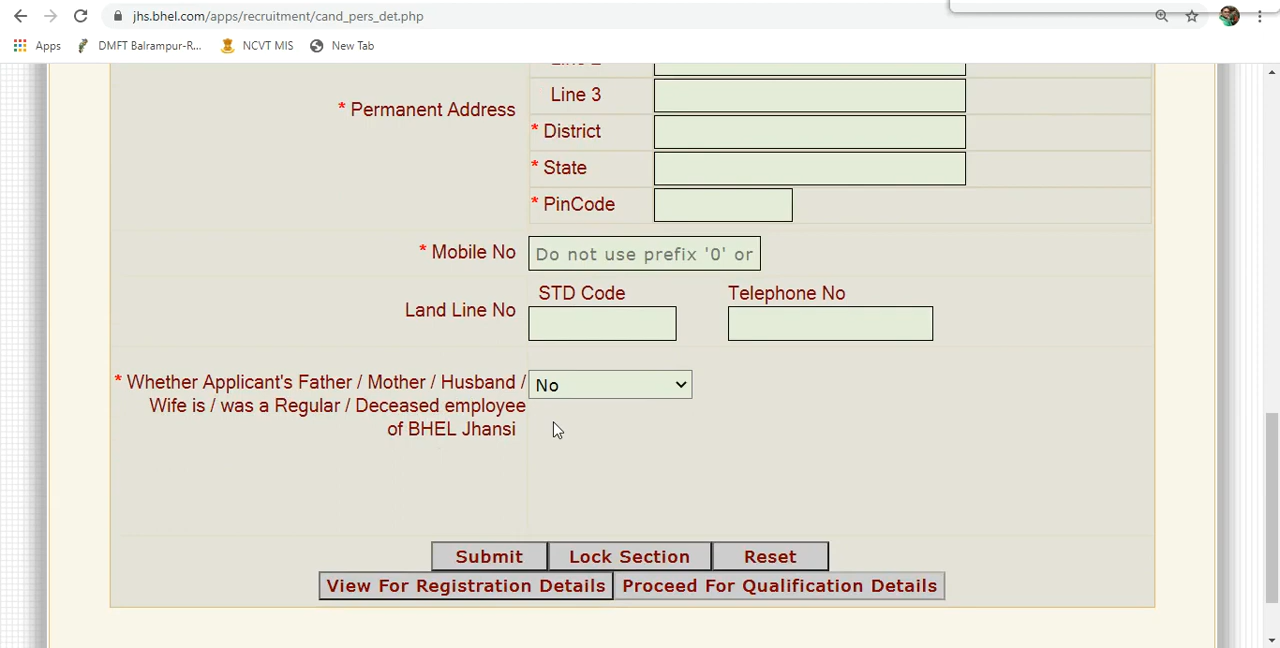 jhs.bhel.com/apps/recruitment/cand_pers_det.php
Apps DMFT Balrampur-R... NCVT MIS New Tab
* Permanent Address
Line 3
* District
* State
* PinCode
* Mobile No Do not use prefix '0' or
Land Line No
STD Code Telephone No
* Whether Applicant's Father / Mother / Husband / No
Wife is / was a Regular / Deceased employee
of BHEL Jhansi
Submit Lock Section Reset
View For Registration Details Proceed For Qualification Details